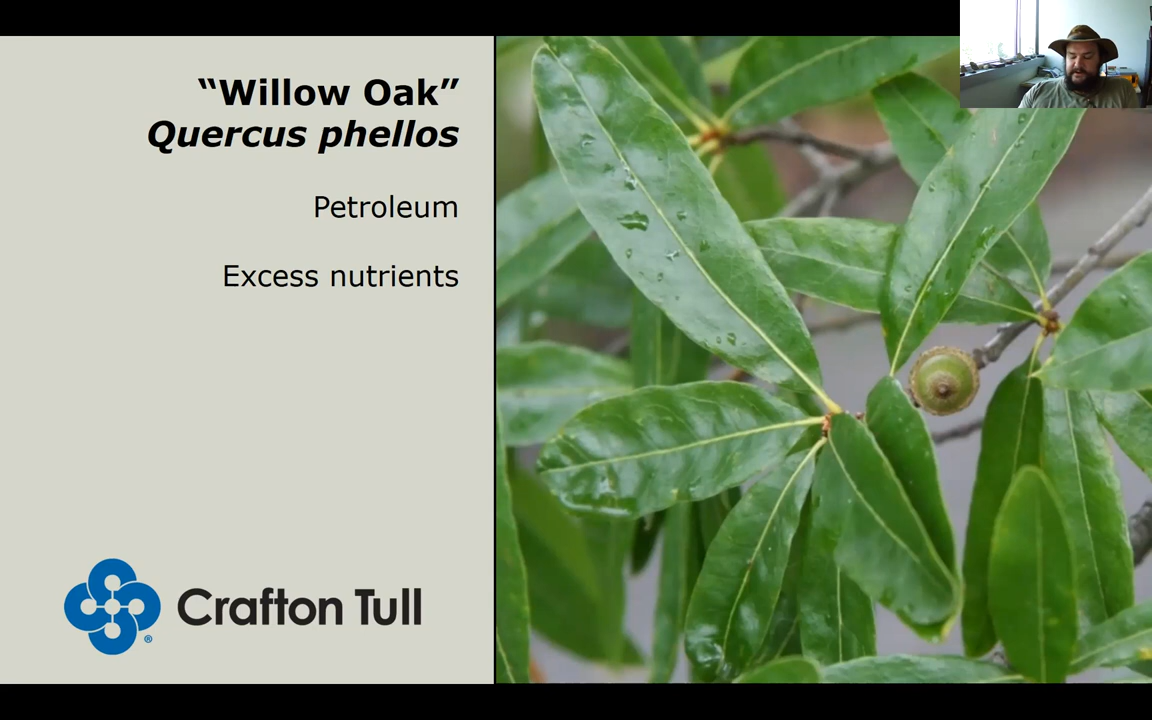 “Willow Oak”
Quercus phellos
Petroleum
Excess nutrients
Crafton Tull
®